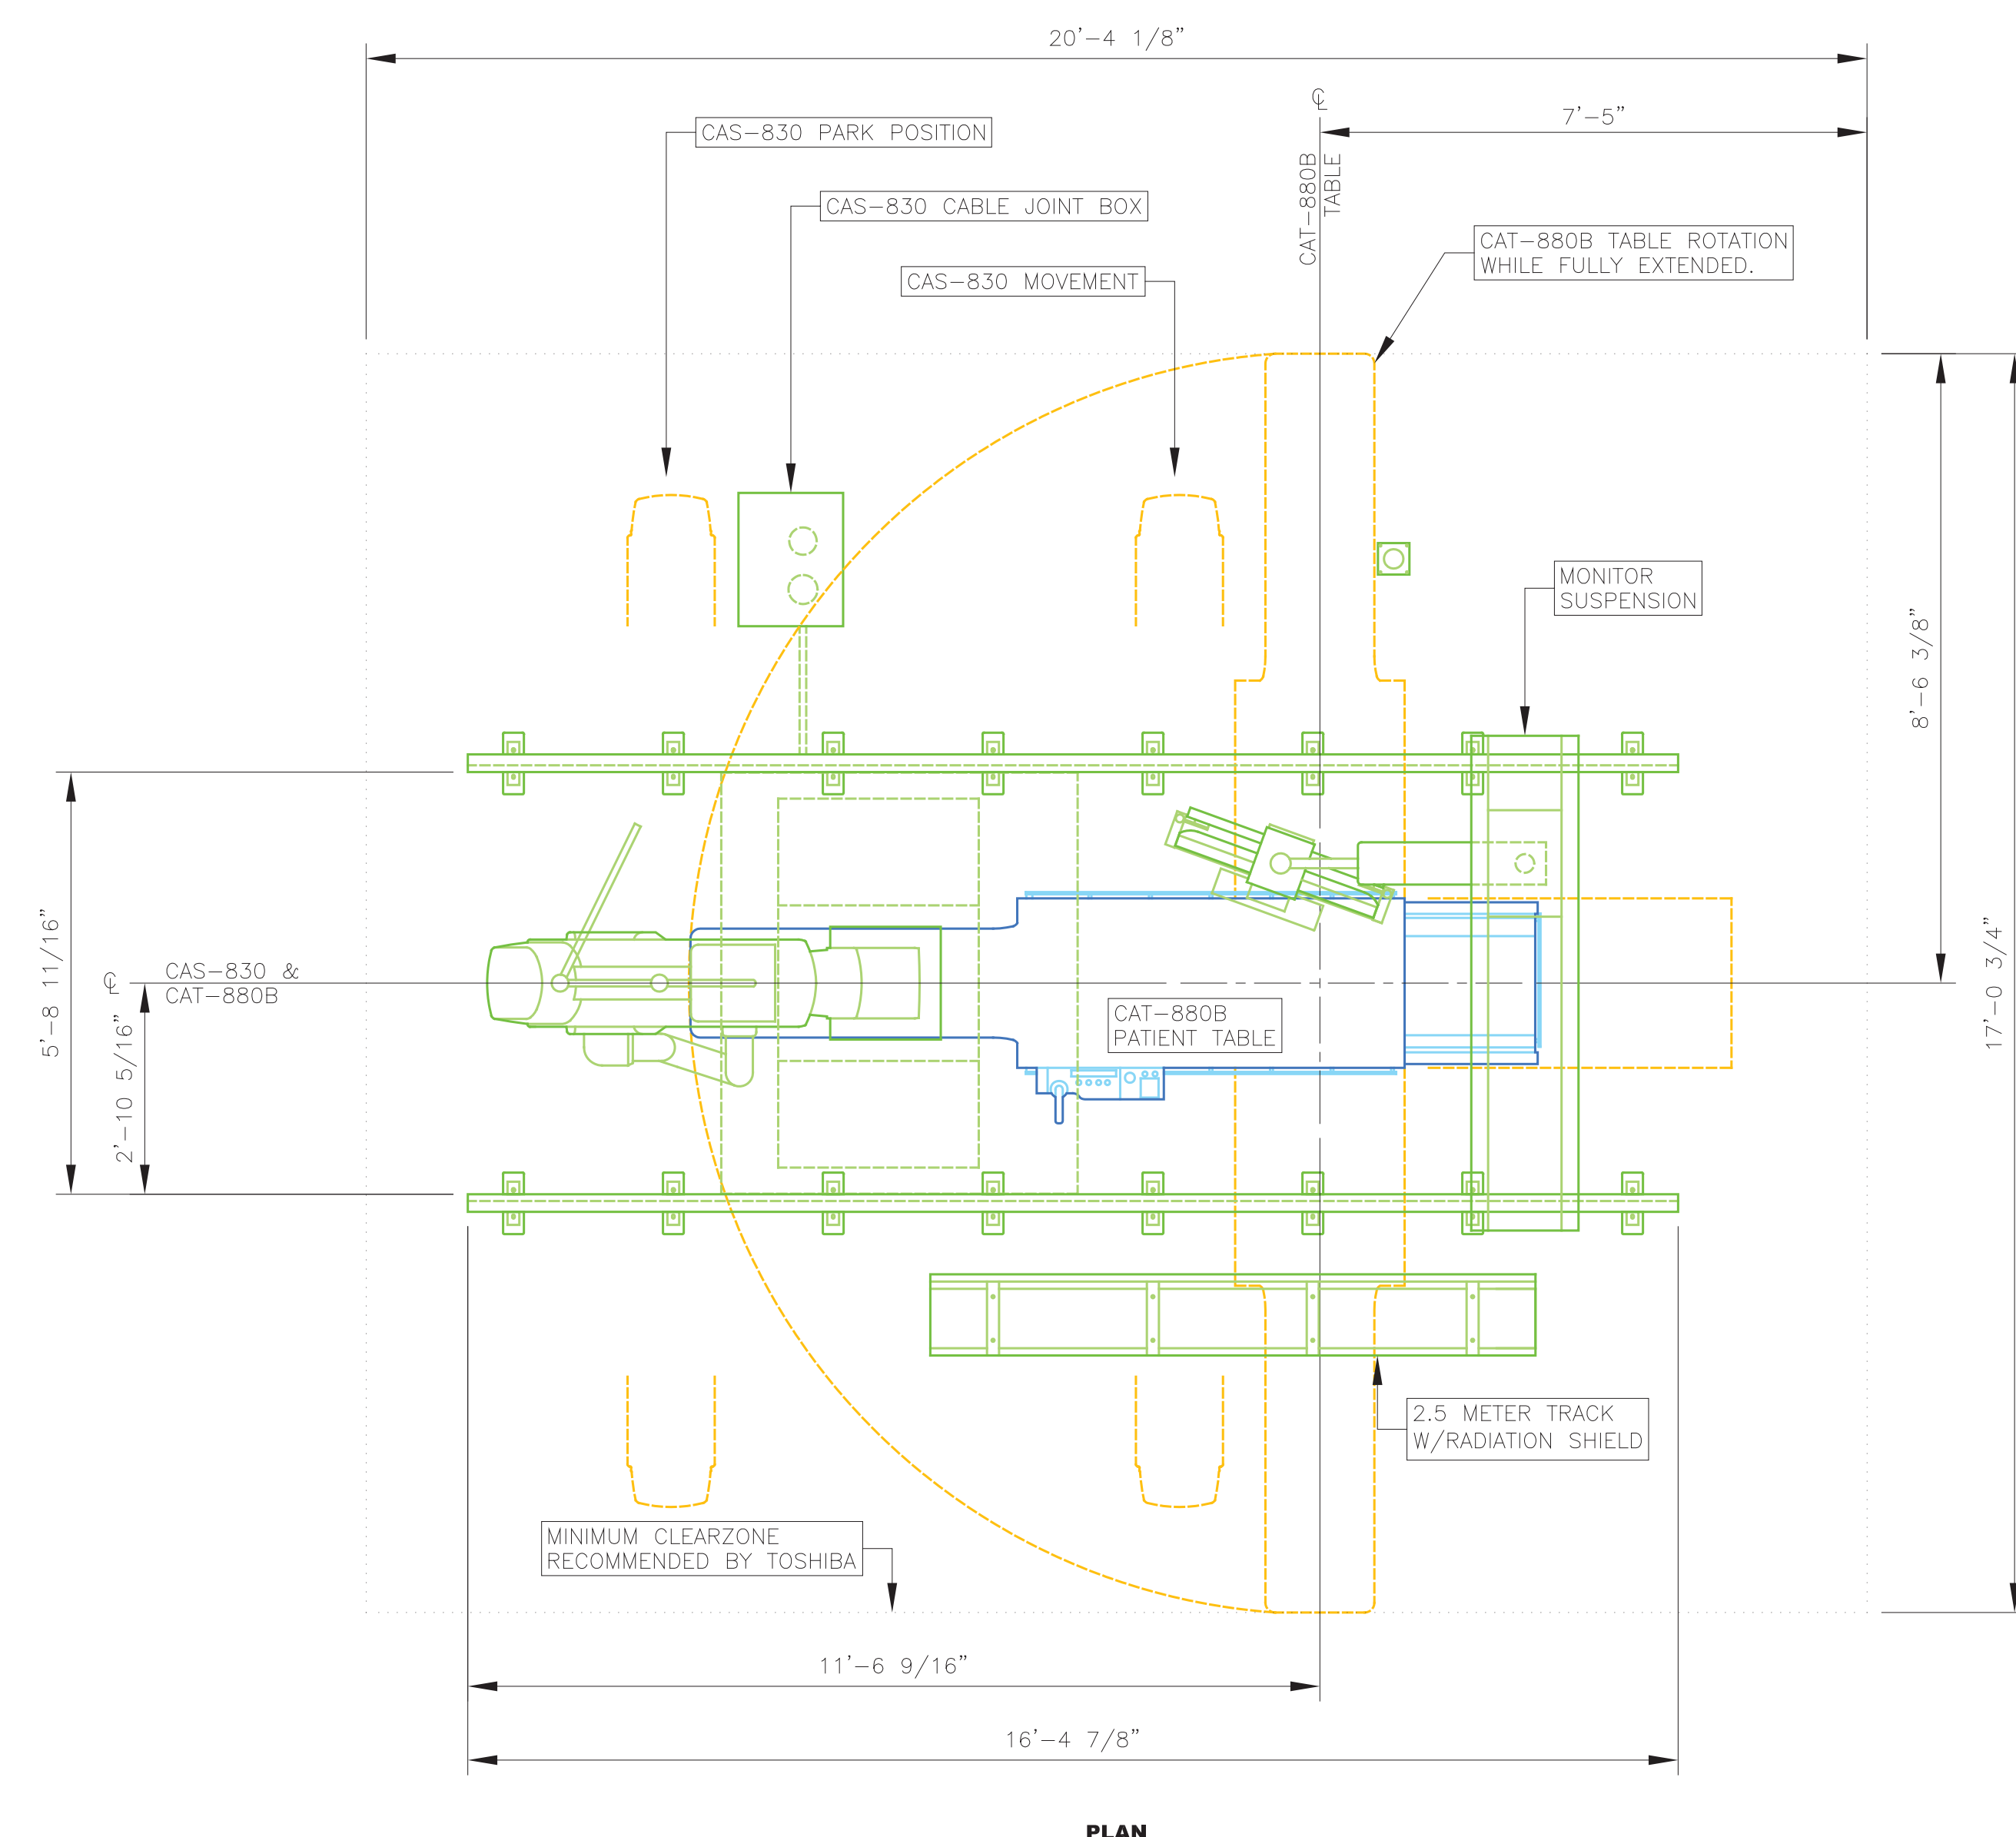 20'-4 1/8"
℄
7'-5"
CAS-830 PARK POSITION
CAT-880B
TABLE
CAS-830 CABLE JOINT BOX
CAT-880B TABLE ROTATION
WHILE FULLY EXTENDED.
CAS-830 MOVEMENT
MONITOR
SUSPENSION
8'-6 3/8"
17'-0 3/4"
5'-8 11/16"
℄
CAS-830 &
CAT-880B
2'-10 5/16"
CAT-880B
PATIENT TABLE
2.5 METER TRACK
W/RADIATION SHIELD
MINIMUM CLEARZONE
RECOMMENDED BY TOSHIBA
11'-6 9/16"
16'-4 7/8"
PLAN